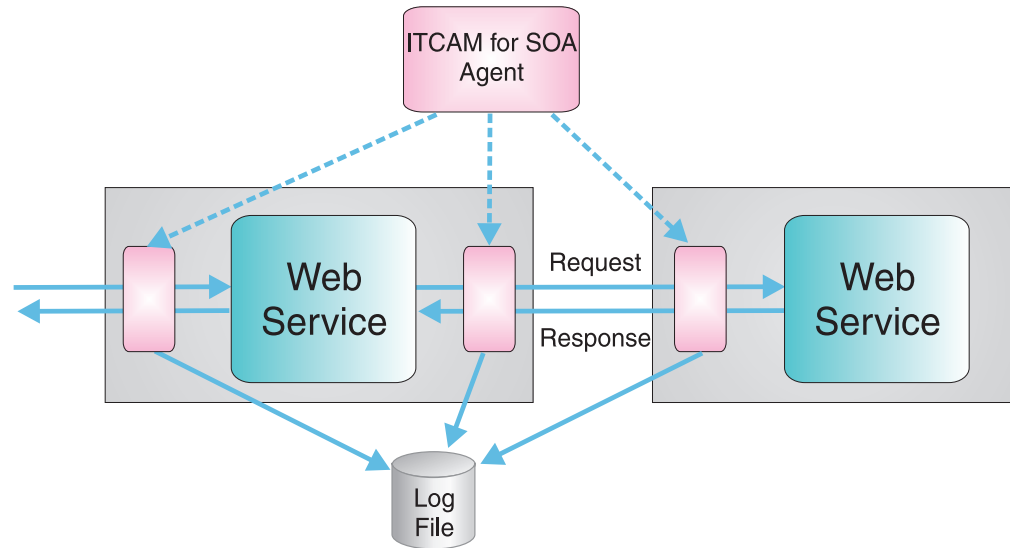 ITCAM for SOA
Agent
Web
Service
Request
Response
Web
Service
Log
File